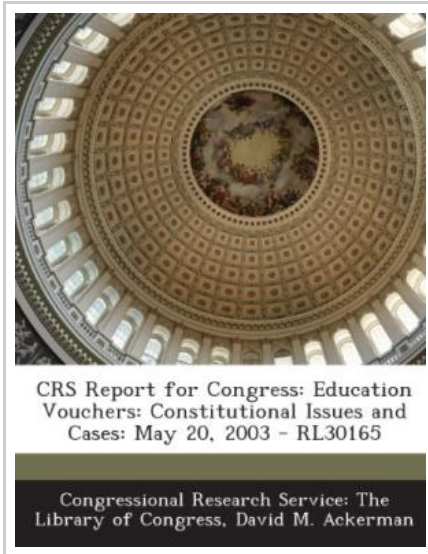 CRS Report for Congress: Education
Vouchers: Constitutional Issues and
Cases: May 20, 2003 - RL30165
Congressional Research Service: The
Library of Congress, David M. Ackerman